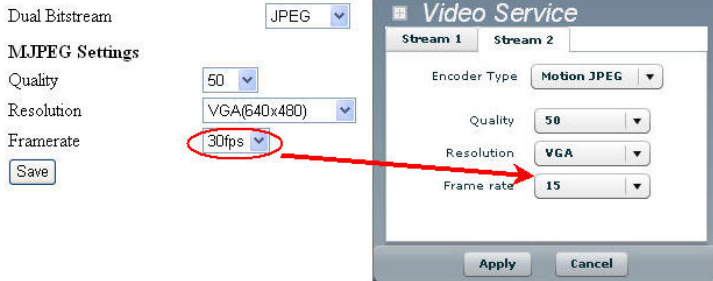 Dual Bitstream JPEG
MJPEG Settings
Quality 50
Resolution VGA(640x480)
Framerate 30fps
Save
Video Service
Stream 1 Stream 2
Encoder Type Motion JPEG
Quality 50
Resolution VGA
Frame rate 15
Apply Cancel